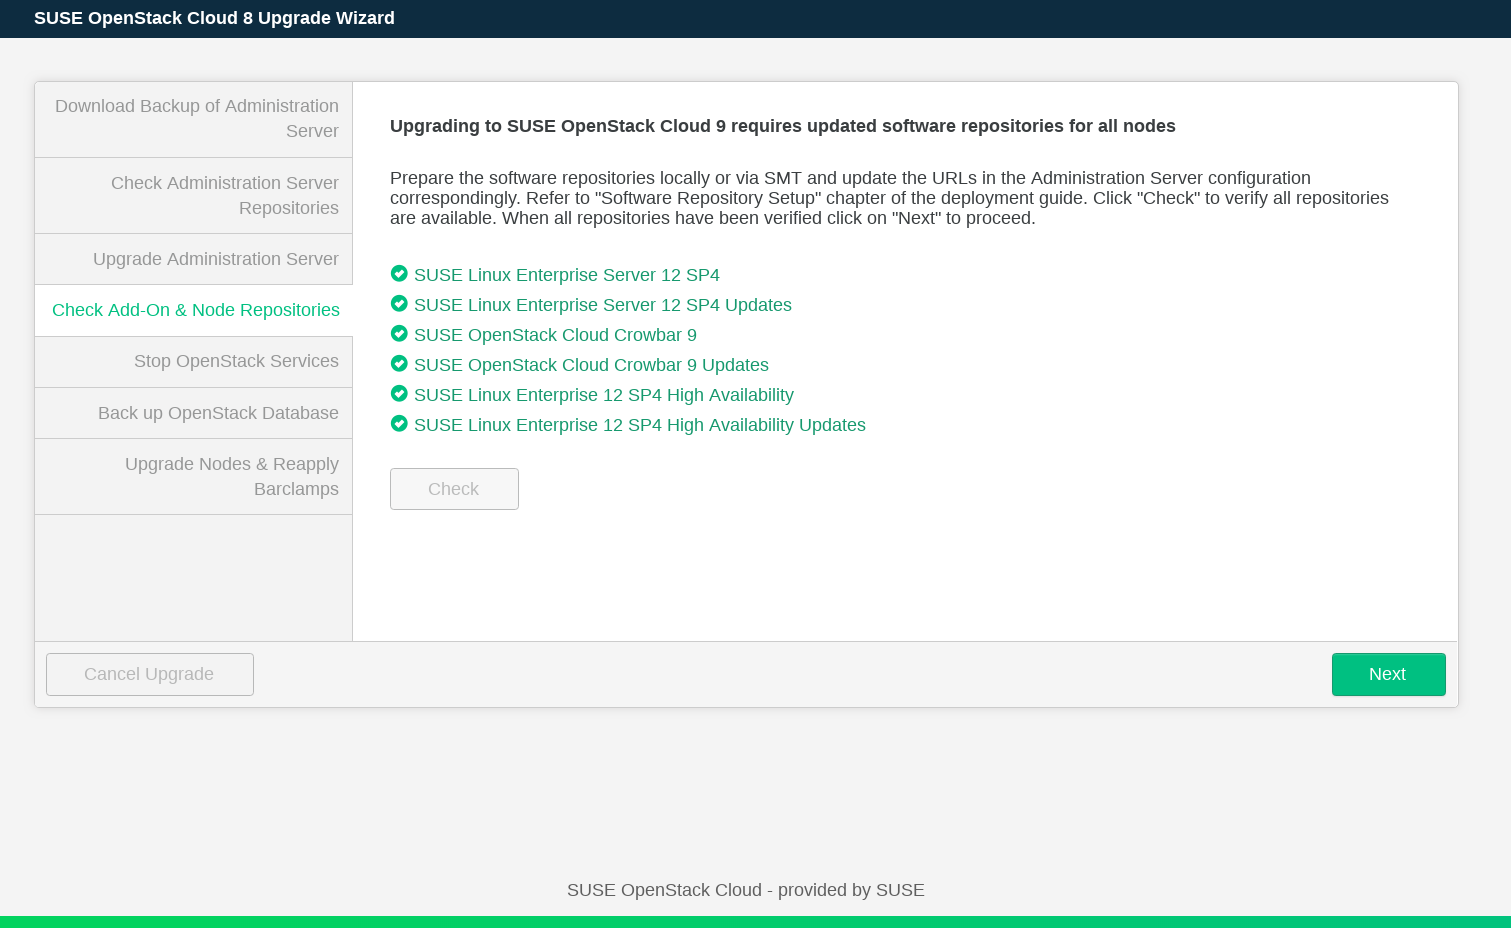 SUSE OpenStack Cloud 8 Upgrade Wizard
Download Backup of Administration
Server
Check Administration Server
Repositories
Upgrade Administration Server
Check Add-On & Node Repositories
Stop OpenStack Services
Back up OpenStack Database
Upgrade Nodes & Reapply
Barclamps
Upgrading to SUSE OpenStack Cloud 9 requires updated software repositories for all nodes
Prepare the software repositories locally or via SMT and update the URLs in the Administration Server configuration
correspondingly. Refer to "Software Repository Setup" chapter of the deployment guide. Click "Check" to verify all repositories
are available. When all repositories have been verified click on "Next" to proceed.
SUSE Linux Enterprise Server 12 SP4
SUSE Linux Enterprise Server 12 SP4 Updates
SUSE OpenStack Cloud Crowbar 9
SUSE OpenStack Cloud Crowbar 9 Updates
SUSE Linux Enterprise 12 SP4 High Availability
SUSE Linux Enterprise 12 SP4 High Availability Updates
Check
Cancel Upgrade
Next
SUSE OpenStack Cloud - provided by SUSE